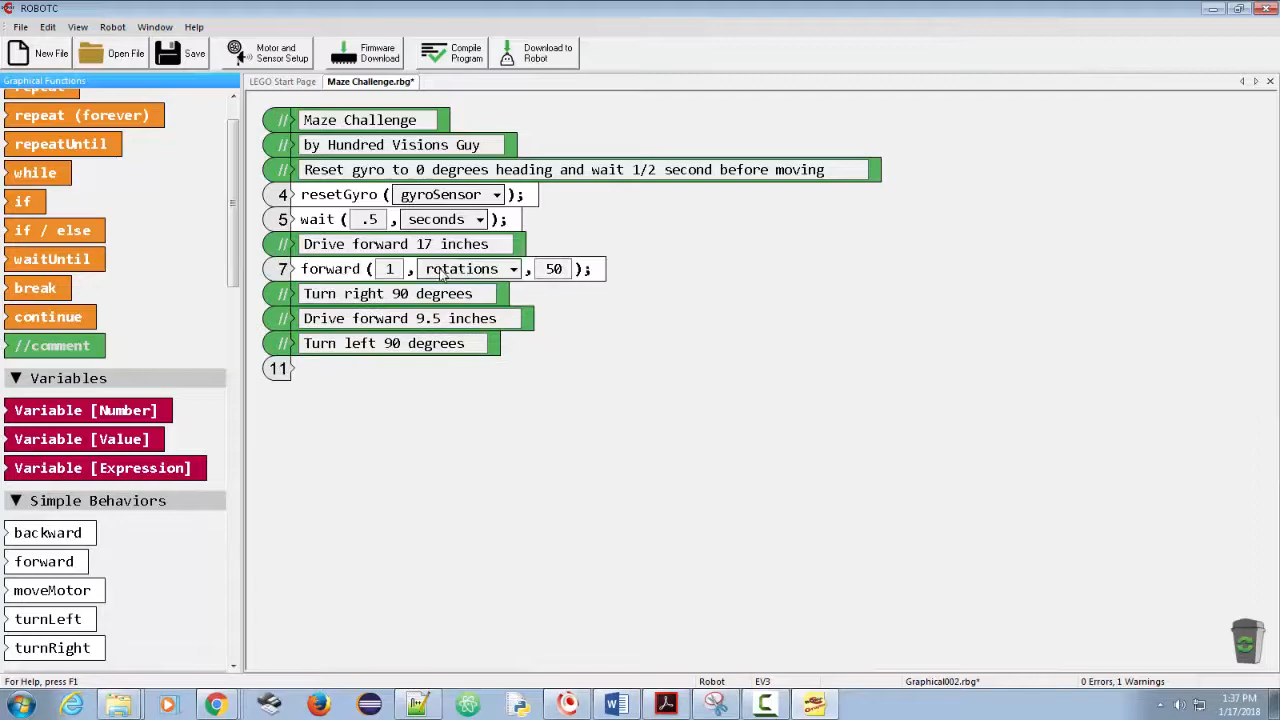 ROBOTC
File Edit View Robot Window Help
New File Open File Save Motor and Sensor Setup Firmware Download Compile Program Download to Robot
Graphical Functions
LEGO Start Page Maze Challenge.rbg*
repeat
repeat (forever)
repeatUntil
while
if
if / else
waitUntil
break
continue
//comment
Variables
Variable [Number]
Variable [Value]
Variable [Expression]
Simple Behaviors
backward
forward
moveMotor
turnLeft
turnRight
// Maze Challenge
// by Hundred Visions Guy
// Reset gyro to 0 degrees heading and wait 1/2 second before moving
4 resetGyro ( gyroSensor );
5 wait ( .5 , seconds );
// Drive forward 17 inches
7 forward ( 1 , rotations , 50 );
// Turn right 90 degrees
// Drive forward 9.5 inches
// Turn left 90 degrees
11
For Help, press F1 Robot EV3 Graphical002.rbg* 0 Errors, 1 Warnings
1:37 PM
1/17/2018